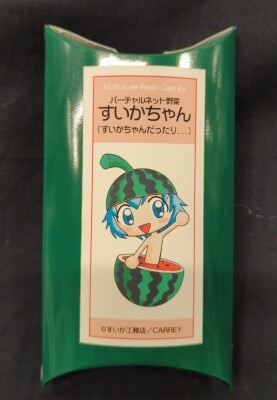 NON scale Resin Cast kit
バーチャルネット野菜
すいかちゃん
(すいかちゃんだったり...)
©すいか工務店/CARREY